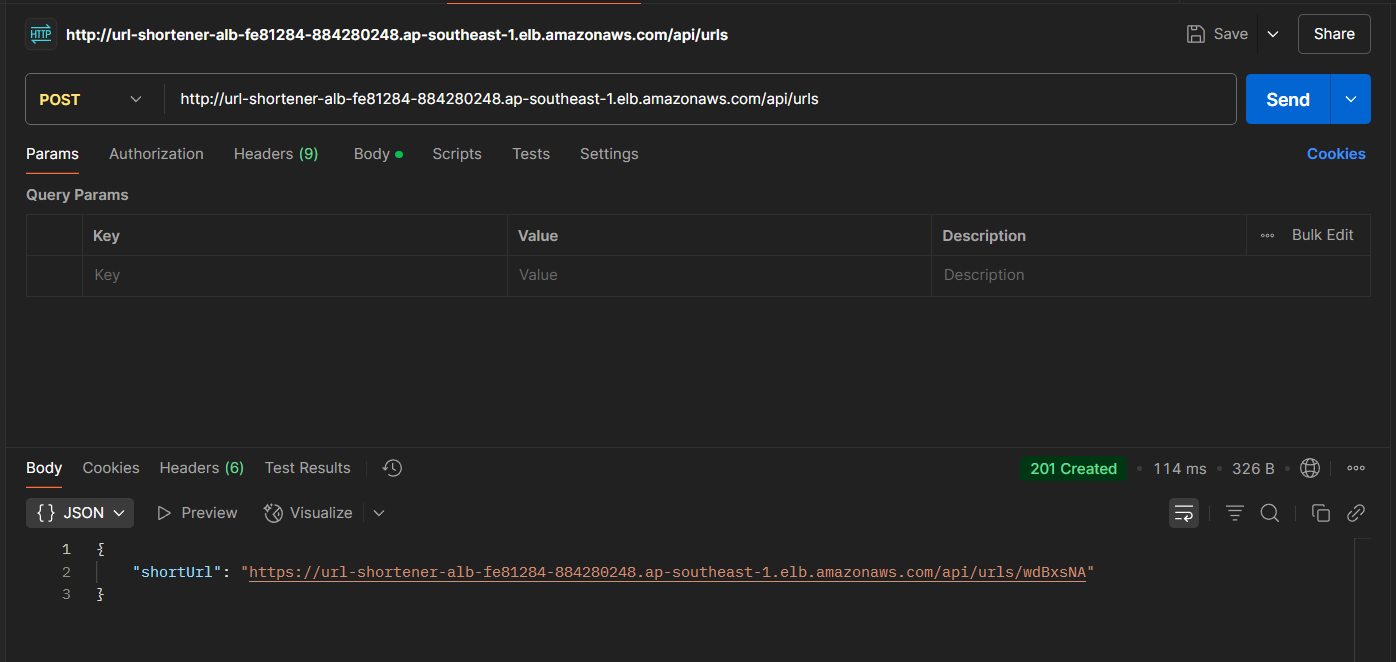 HTTP http://url-shortener-alb-fe81284-884280248.ap-southeast-1.elb.amazonaws.com/api/urls Save Share
POST http://url-shortener-alb-fe81284-884280248.ap-southeast-1.elb.amazonaws.com/api/urls Send
Params Authorization Headers (9) Body Scripts Tests Settings Cookies
Query Params
Key Value Description Bulk Edit
Key Value Description
Body Cookies Headers (6) Test Results 201 Created 114 ms 326 B
{} JSON Preview Visualize
1 {
2 "shortUrl": "https://url-shortener-alb-fe81284-884280248.ap-southeast-1.elb.amazonaws.com/api/urls/wdBxsNA"
3 }